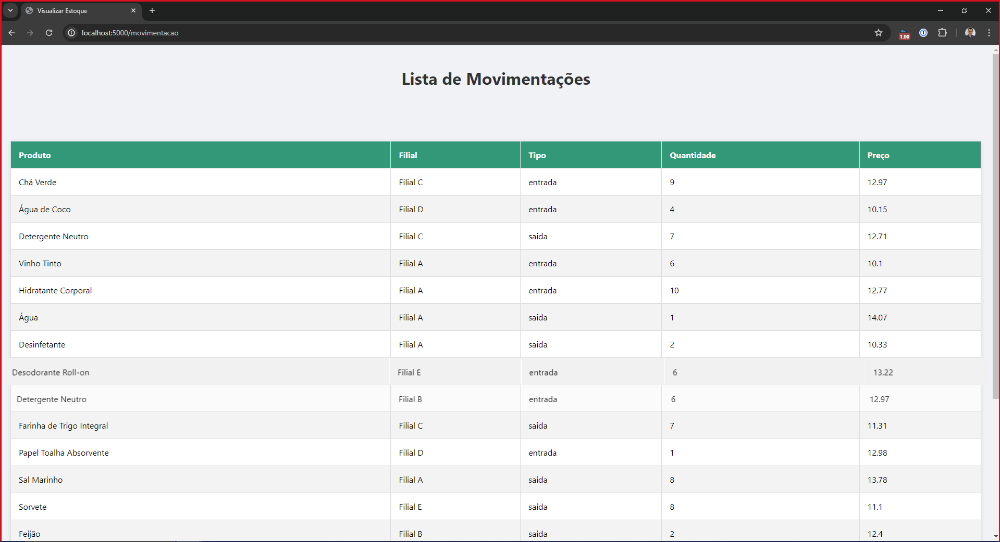 Visualizar Estoque
localhost:5000/movimentacao
1.00
Lista de Movimentações
Produto Filial Tipo Quantidade Preço
Chá Verde Filial C entrada 9 12.97
Água de Coco Filial D entrada 4 10.15
Detergente Neutro Filial C saida 7 12.71
Vinho Tinto Filial A entrada 6 10.1
Hidratante Corporal Filial A entrada 10 12.77
Água Filial A saida 1 14.07
Desinfetante Filial A saida 2 10.33
Desodorante Roll-on Filial E entrada 6 13.22
Detergente Neutro Filial B entrada 6 12.97
Farinha de Trigo Integral Filial C saida 7 11.31
Papel Toalha Absorvente Filial D entrada 1 12.98
Sal Marinho Filial A saida 8 13.78
Sorvete Filial E saida 8 11.1
Feijão Filial B saida 2 12.4